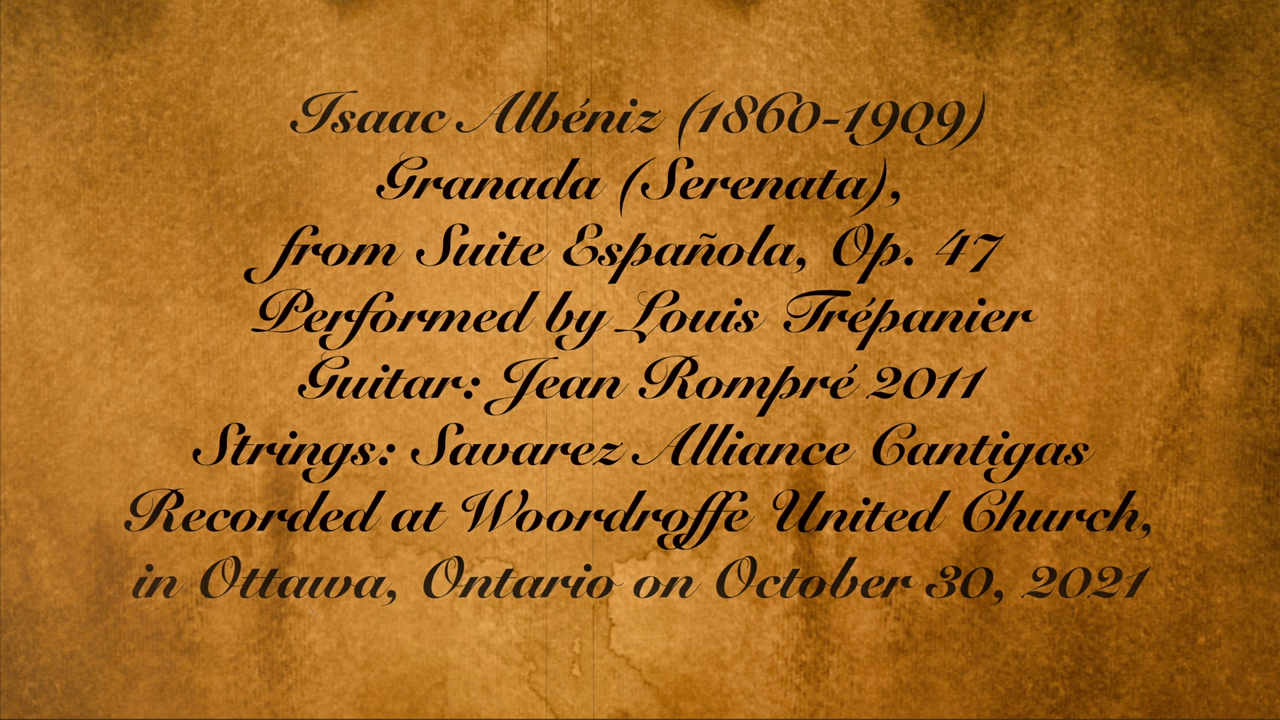 Isaac Albéniz (1860-1909)
Granada (Serenata),
from Suite Española, Op. 47
Performed by Louis Trépanier
Guitar: Jean Rompré 2011
Strings: Savarez Alliance Cantigas
Recorded at Woordroffe United Church,
in Ottawa, Ontario on October 30, 2021